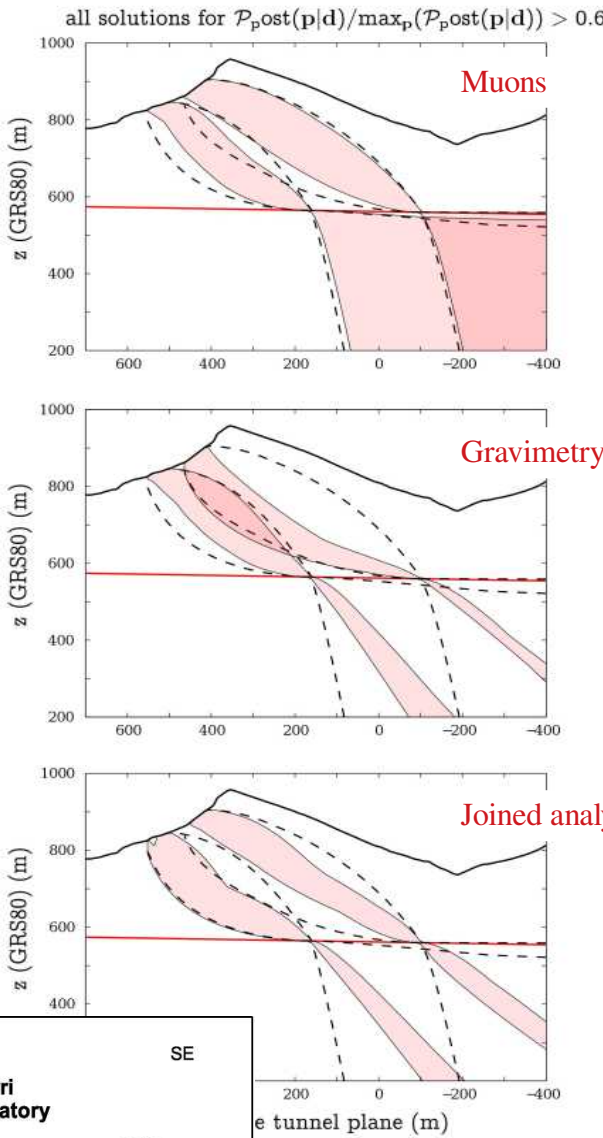 all solutions for 𝒫ₚost(p|d)/maxₚ(𝒫ₚost(p|d)) > 0.6
Muons
z (GRS80) (m)
1000
800
600
400
200
600 400 200 0 −200 −400
Gravimetry
z (GRS80) (m)
1000
800
600
400
200
600 400 200 0 −200 −400
Joined analy
z (GRS80) (m)
1000
800
600
400
200 0 −200 −400
e tunnel plane (m)
SE
ri
atory